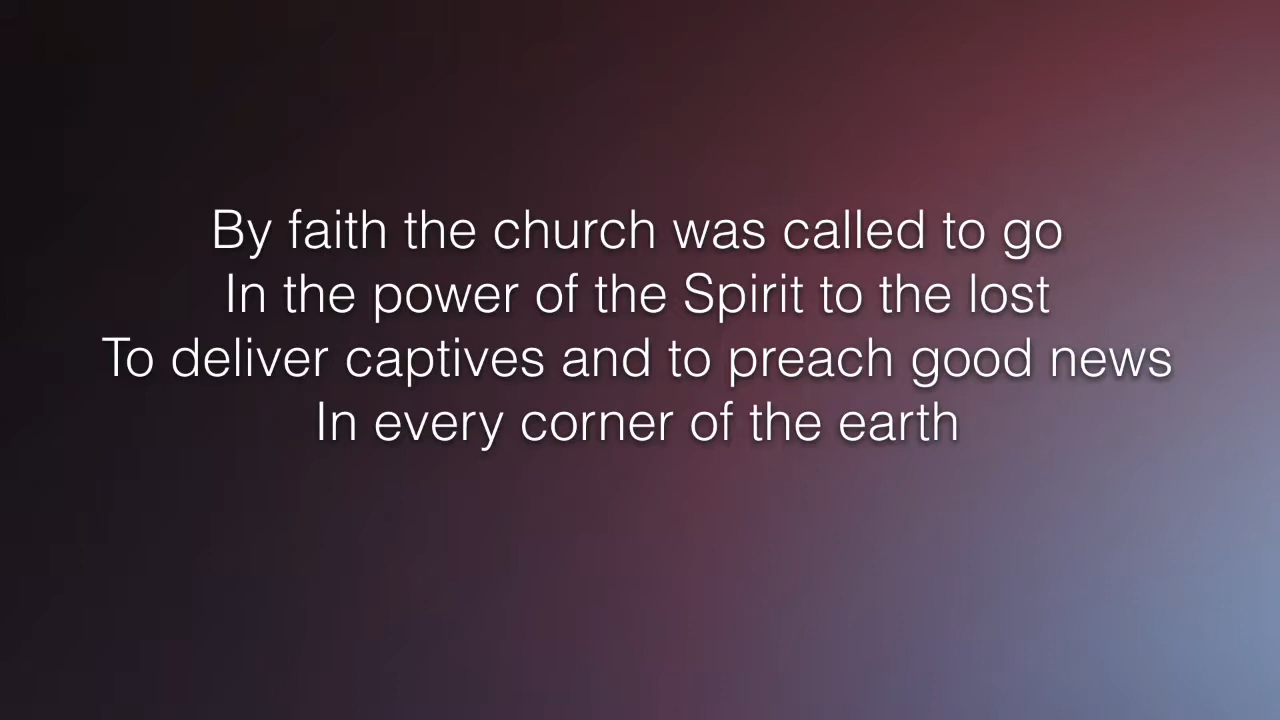 By faith the church was called to go
In the power of the Spirit to the lost
To deliver captives and to preach good news
In every corner of the earth